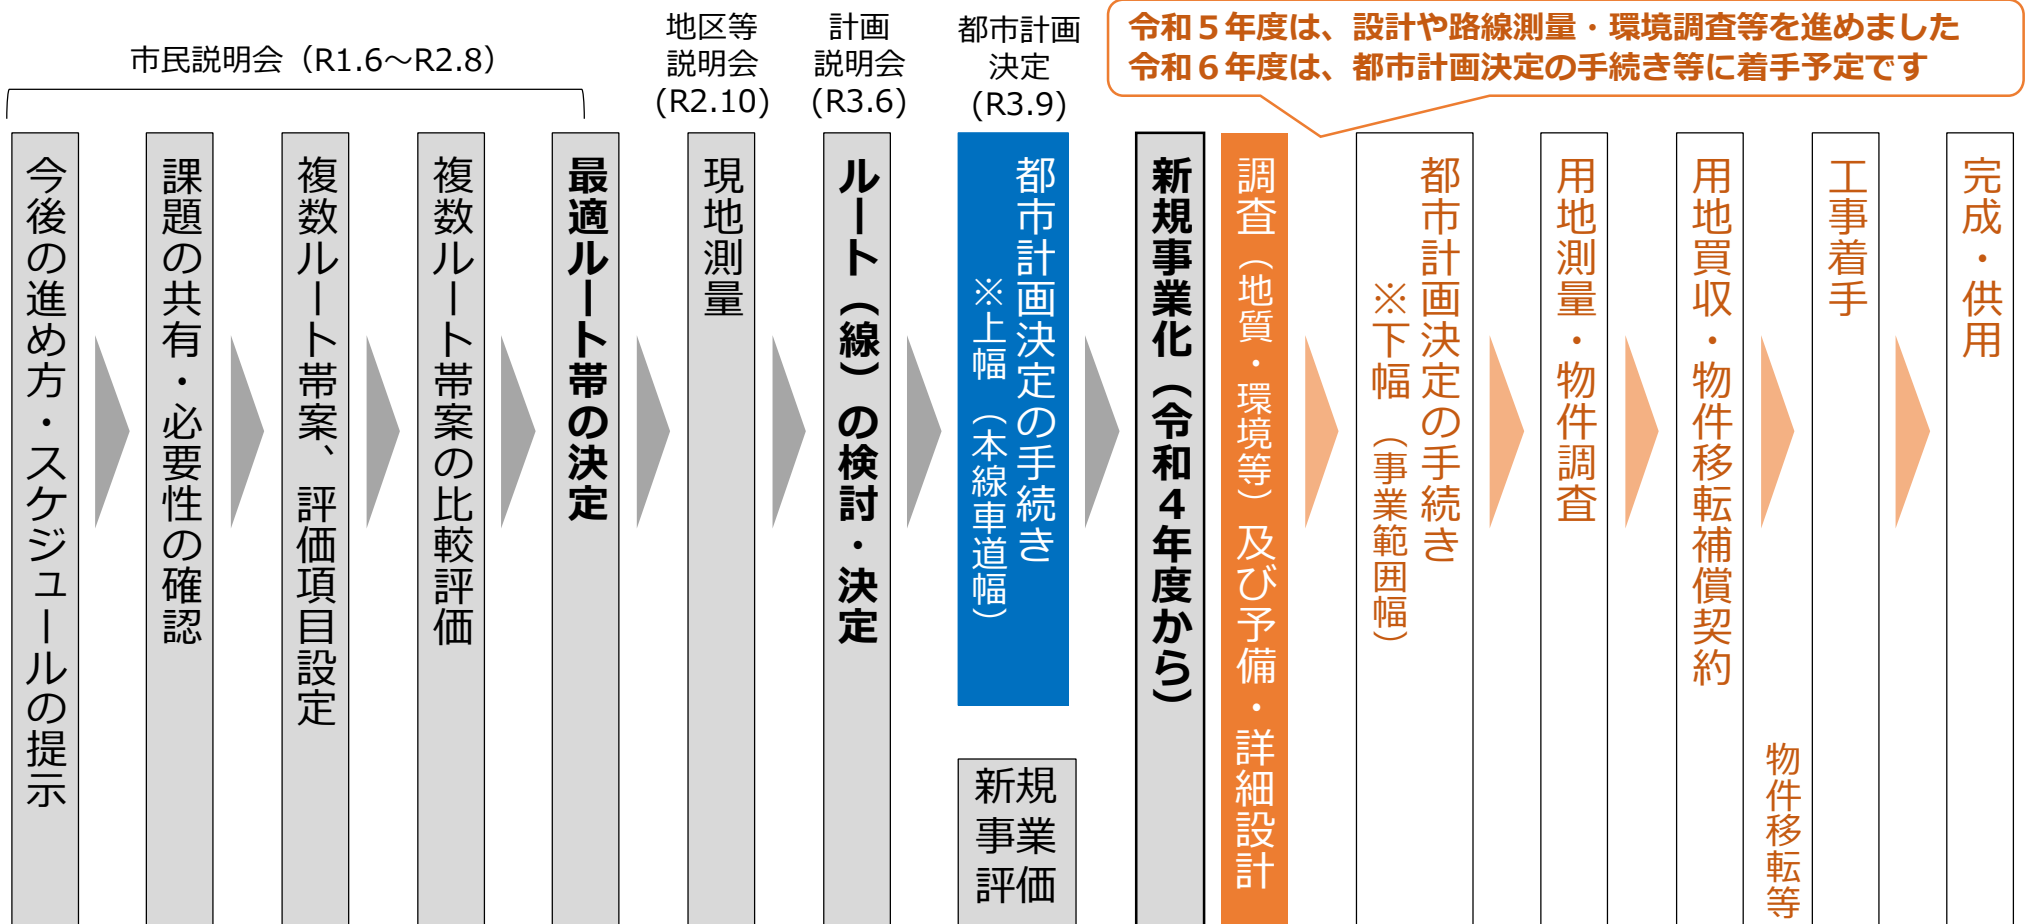 市民説明会（R1.6～R2.8）
地区等
説明会
(R2.10)
計画
説明会
(R3.6)
都市計画
決定
(R3.9)
令和５年度は、設計や路線測量・環境調査等を進めました
令和６年度は、都市計画決定の手続き等に着手予定です
今後の進め方・スケジュールの提示
課題の共有・必要性の確認
複数ルート帯案、評価項目設定
複数ルート帯案の比較評価
最適ルート帯の決定
現地測量
ルート（線）の検討・決定
都市計画決定の手続き
※上幅（本線車道幅）
新規
事業
評価
新規事業化（令和４年度から）
調査（地質・環境等）及び予備・詳細設計
都市計画決定の手続き
※下幅（事業範囲幅）
用地測量・物件調査
用地買収・物件移転補償契約
物件移転等
工事着手
完成・供用